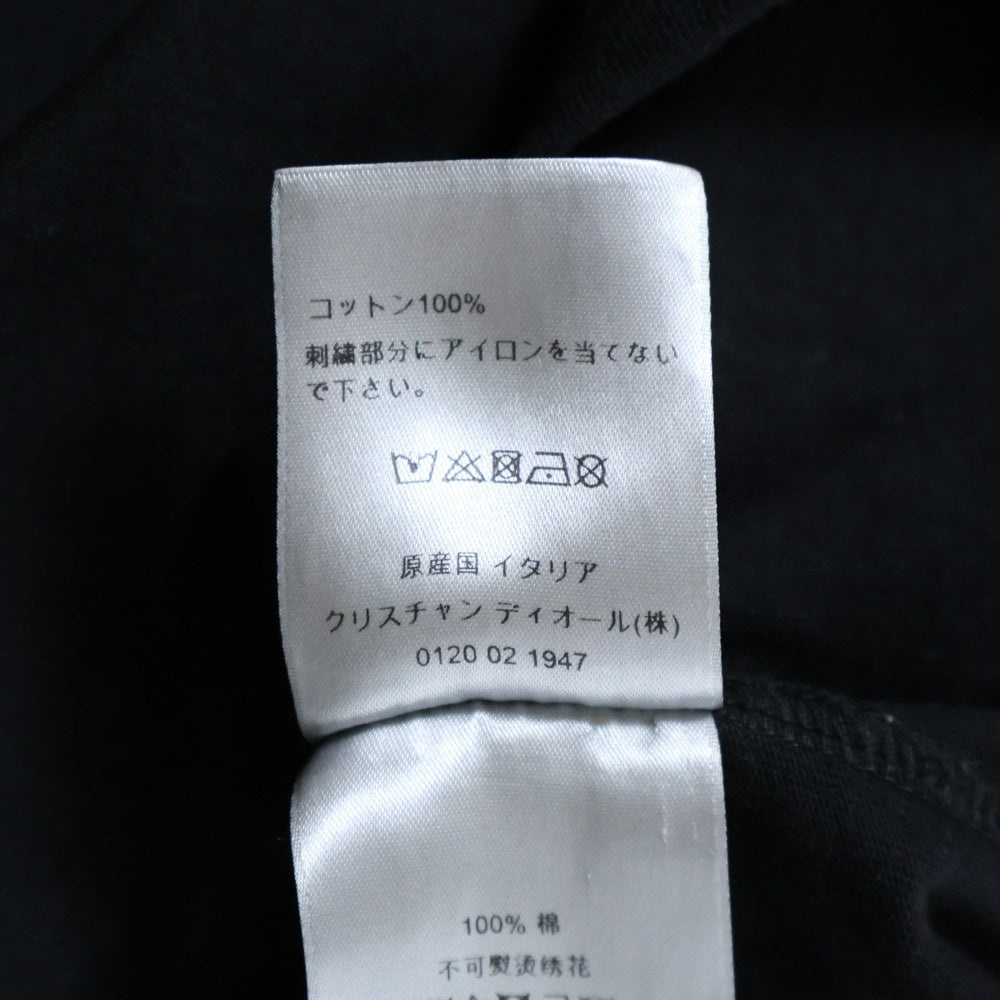 コットン100%
刺繍部分にアイロンを当てない
で下さい。
原産国 イタリア
クリスチャン ディオール(株)
0120 02 1947
100% 棉
不可熨烫绣花